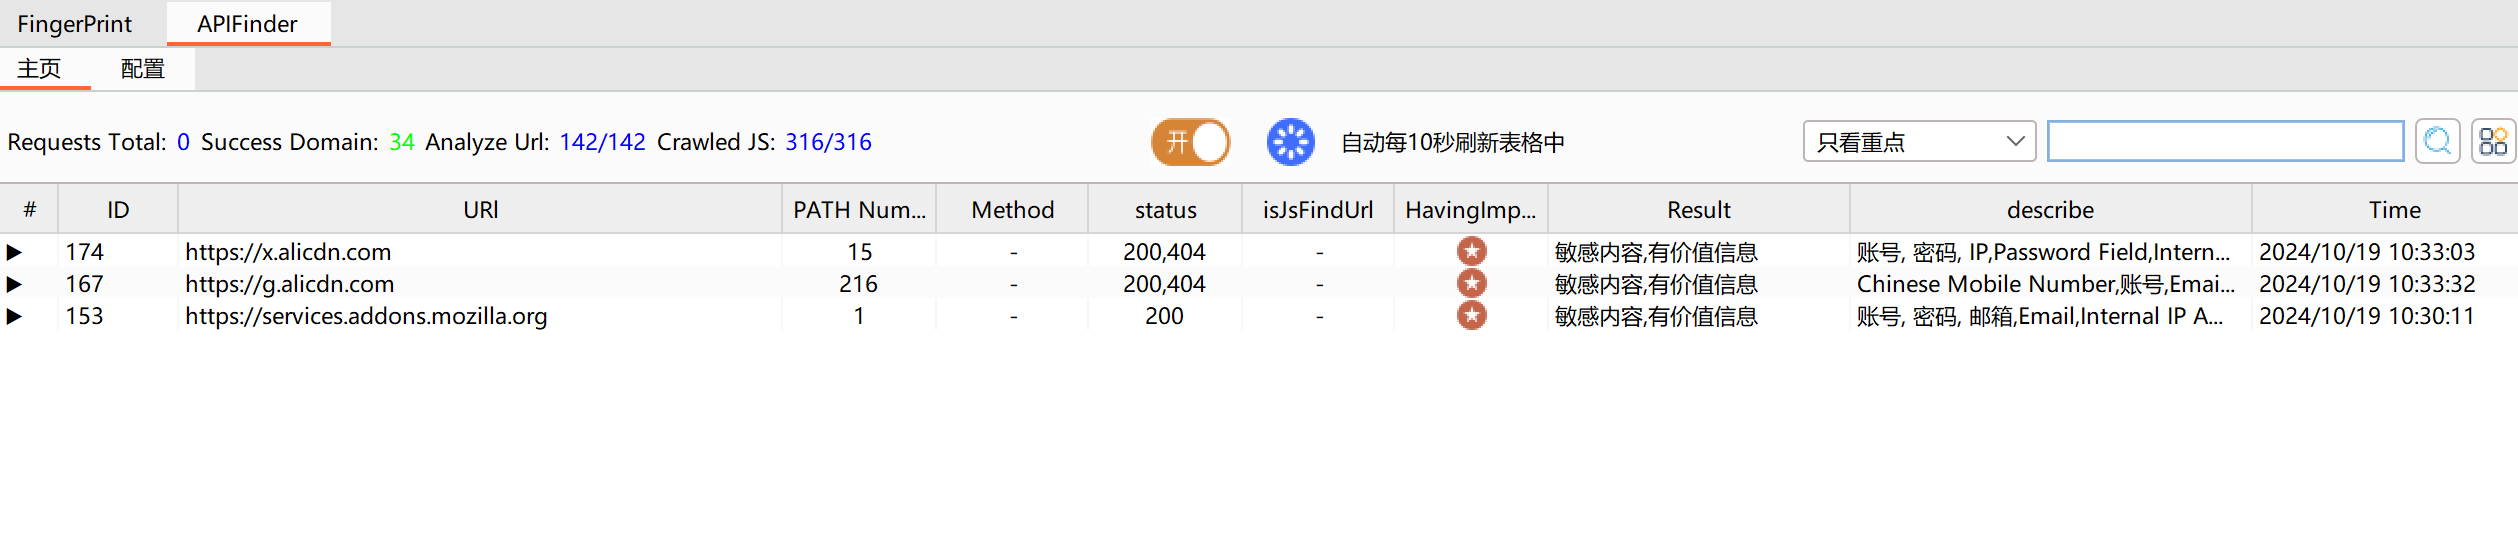 FingerPrint APIFinder
主页 配置
Requests Total: 0 Success Domain: 34 Analyze Url: 142/142 Crawled JS: 316/316 开 自动每10秒刷新表格中 只看重点
# ID URl PATH Num... Method status isJsFindUrl HavingImp... Result describe Time
174 https://x.alicdn.com 15 - 200,404 - 敏感内容,有价值信息 账号, 密码, IP,Password Field,Intern... 2024/10/19 10:33:03
167 https://g.alicdn.com 216 - 200,404 - 敏感内容,有价值信息 Chinese Mobile Number,账号,Emai... 2024/10/19 10:33:32
153 https://services.addons.mozilla.org 1 - 200 - 敏感内容,有价值信息 账号, 密码, 邮箱,Email,Internal IP A... 2024/10/19 10:30:11